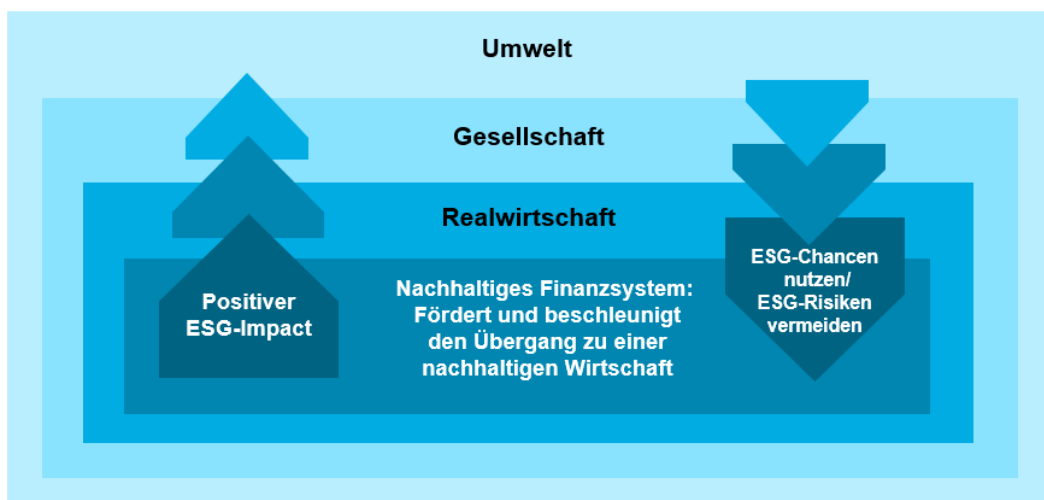 Umwelt
Gesellschaft
Realwirtschaft
Positiver
ESG-Impact
Nachhaltiges Finanzsystem:
Fördert und beschleunigt
den Übergang zu einer
nachhaltigen Wirtschaft
ESG-Chancen
nutzen/
ESG-Risiken
vermeiden